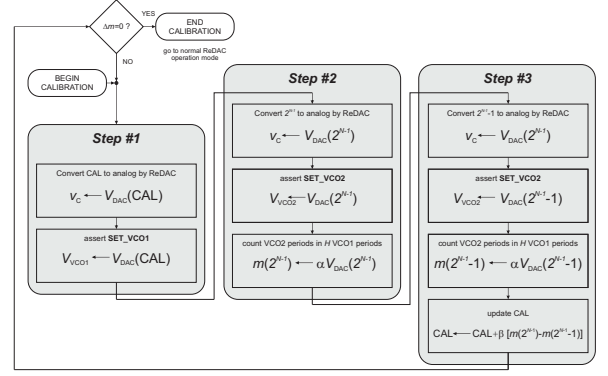 Δm=0 ?
YES
END
CALIBRATION
go to normal ReDAC
operation mode
NO
BEGIN
CALIBRATION
Step #1
Convert CAL to analog by ReDAC
v_C ← V_DAC(CAL)
assert SET_VCO1
V_VCO1 ← V_DAC(CAL)
Step #2
Convert 2^N-1 to analog by ReDAC
v_C ← V_DAC(2^N-1)
assert SET_VCO2
V_VCO2 ← V_DAC(2^N-1)
count VCO2 periods in H VCO1 periods
m(2^N-1) ← αV_DAC(2^N-1)
Step #3
Convert 2^N-1-1 to analog by ReDAC
v_C ← V_DAC(2^N-1)
assert SET_VCO2
V_VCO2 ← V_DAC(2^N-1-1)
count VCO2 periods in H VCO1 periods
m(2^N-1-1) ← αV_DAC(2^N-1-1)
update CAL
CAL ← CAL+β [m(2^N-1)-m(2^N-1-1)]